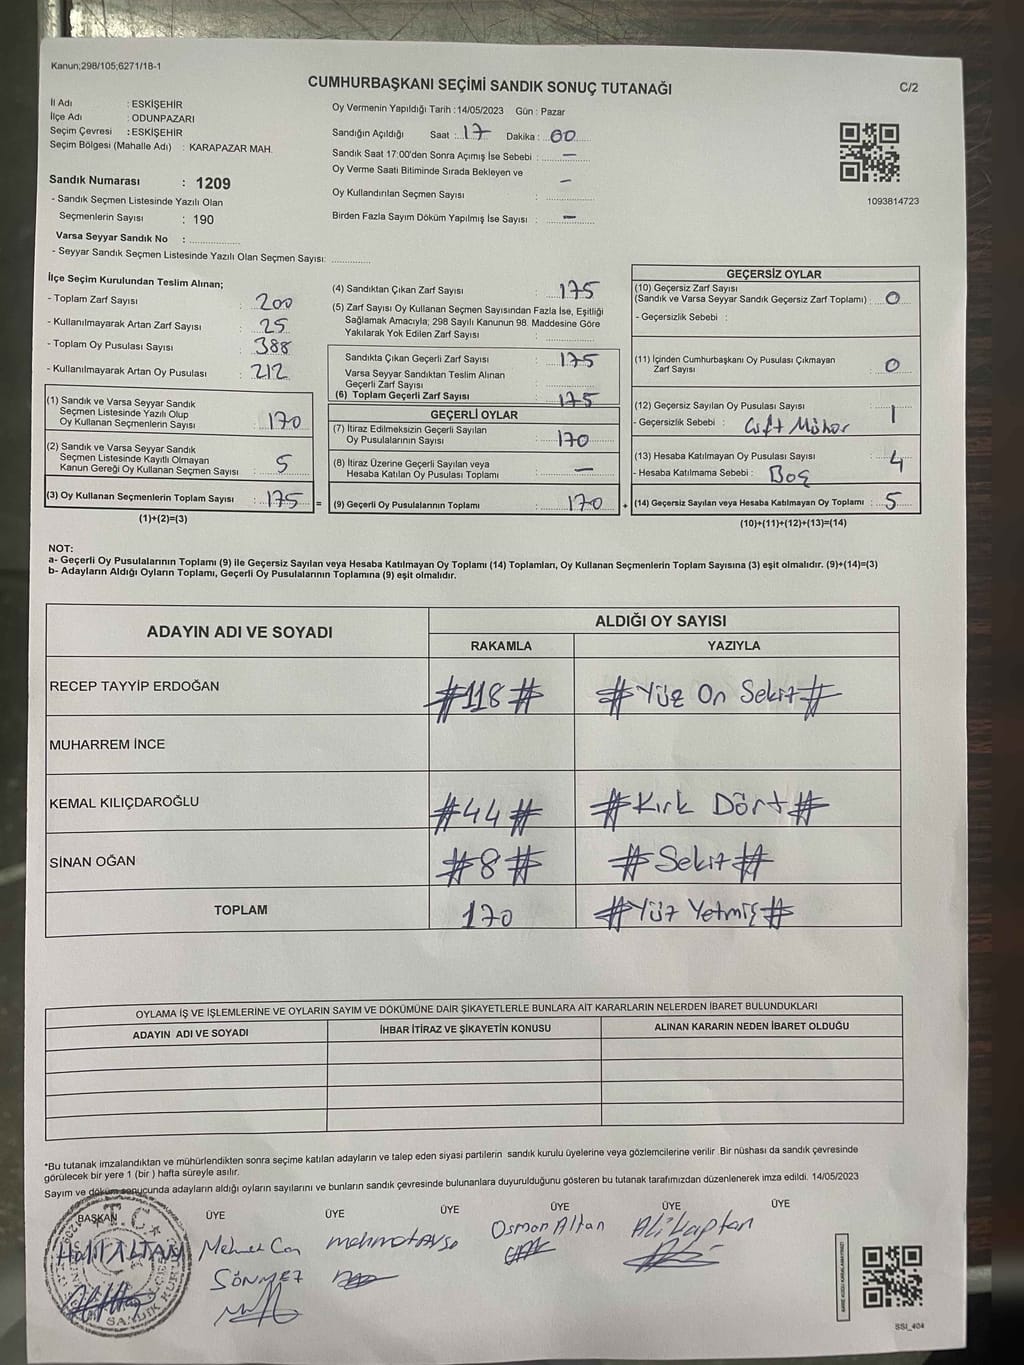 Kanun;298/105;6271/18-1
CUMHURBAŞKANI SEÇİMİ SANDIK SONUÇ TUTANAĞI
C/2
İl Adı : ESKİŞEHİR
İlçe Adı : ODUNPAZARI
Seçim Çevresi : ESKİŞEHİR
Seçim Bölgesi (Mahalle Adı) : KARAPAZAR MAH.
Sandık Numarası : 1209
- Sandık Seçmen Listesinde Yazılı Olan
Seçmenlerin Sayısı : 190
Varsa Seyyar Sandık No :
- Seyyar Sandık Seçmen Listesinde Yazılı Olan Seçmen Sayısı:
Oy Vermenin Yapıldığı Tarih :14/05/2023 Gün : Pazar
Sandığın Açıldığı Saat : 17 Dakika : 00
Sandık Saat 17:00'den Sonra Açımış İse Sebebi : —
Oy Verme Saati Bitiminde Sırada Bekleyen ve
Oy Kullandırılan Seçmen Sayısı : —
Birden Fazla Sayım Döküm Yapılmış İse Sayısı : —
1093814723
İlçe Seçim Kurulundan Teslim Alınan;
- Toplam Zarf Sayısı : 200
- Kullanılmayarak Artan Zarf Sayısı : 25
- Toplam Oy Pusulası Sayısı : 388
- Kullanılmayarak Artan Oy Pusulası : 212
(1) Sandık ve Varsa Seyyar Sandık
Seçmen Listesinde Yazılı Olup
Oy Kullanan Seçmenlerin Sayısı : 170
(2) Sandık ve Varsa Seyyar Sandık
Seçmen Listesinde Kayıtlı Olmayan
Kanun Gereği Oy Kullanan Seçmen Sayısı : 5
(3) Oy Kullanan Seçmenlerin Toplam Sayısı : 175 =
(1)+(2)=(3)
(4) Sandıktan Çıkan Zarf Sayısı : 175
(5) Zarf Sayısı Oy Kullanan Seçmen Sayısından Fazla İse, Eşitliği
Sağlamak Amacıyla; 298 Sayılı Kanunun 98. Maddesine Göre
Yakılarak Yok Edilen Zarf Sayısı :
Sandıkta Çıkan Geçerli Zarf Sayısı : 175
Varsa Seyyar Sandıktan Teslim Alınan
Geçerli Zarf Sayısı :
(6) Toplam Geçerli Zarf Sayısı : 175
GEÇERLİ OYLAR
(7) İtiraz Edilmeksizin Geçerli Sayılan
Oy Pusulalarının Sayısı : 170
(8) İtiraz Üzerine Geçerli Sayılan veya
Hesaba Katılan Oy Pusulası Toplamı : —
(9) Geçerli Oy Pusulalarının Toplamı : 170 +
GEÇERSİZ OYLAR
(10) Geçersiz Zarf Sayısı
(Sandık ve Varsa Seyyar Sandık Geçersiz Zarf Toplamı) : 0
- Geçersizlik Sebebi :
(11) İçinden Cumhurbaşkanı Oy Pusulası Çıkmayan
Zarf Sayısı : 0
(12) Geçersiz Sayılan Oy Pusulası Sayısı : 1
- Geçersizlik Sebebi : Çift Mühür
(13) Hesaba Katılmayan Oy Pusulası Sayısı : 4
- Hesaba Katılmama Sebebi : Boş
(14) Geçersiz Sayılan veya Hesaba Katılmayan Oy Toplamı : 5
(10)+(11)+(12)+(13)=(14)
NOT:
a- Geçerli Oy Pusulalarının Toplamı (9) ile Geçersiz Sayılan veya Hesaba Katılmayan Oy Toplamı (14) Toplamları, Oy Kullanan Seçmenlerin Toplam Sayısına (3) eşit olmalıdır. (9)+(14)=(3)
b- Adayların Aldığı Oyların Toplamı, Geçerli Oy Pusulalarının Toplamına (9) eşit olmalıdır.
ADAYIN ADI VE SOYADI
ALDIĞI OY SAYISI
RAKAMLA YAZIYLA
RECEP TAYYİP ERDOĞAN #118# #Yüz On Sekiz#
MUHARREM İNCE
KEMAL KILIÇDAROĞLU #44# #Kırk Dört#
SİNAN OĞAN #8# #Sekiz#
TOPLAM 170 #Yüz Yetmiş#
OYLAMA İŞ VE İŞLEMLERİNE VE OYLARIN SAYIM VE DÖKÜMÜNE DAİR ŞİKAYETLERLE BUNLARA AİT KARARLARIN NELERDEN İBARET BULUNDUKLARI
ADAYIN ADI VE SOYADI İHBAR İTİRAZ VE ŞİKAYETİN KONUSU ALINAN KARARIN NEDEN İBARET OLDUĞU
*Bu tutanak imzalandıktan ve mühürlendikten sonra seçime katılan adayların ve talep eden siyasi partilerin sandık kurulu üyelerine veya gözlemcilerine verilir .Bir nüshası da sandık çevresinde
görülecek bir yere 1 (bir ) hafta süreyle asılır.
Sayım ve döküm sonucunda adayların aldığı oyların sayılarını ve bunların sandık çevresinde bulunanlara duyurulduğunu gösteren bu tutanak tarafımızdan düzenlenerek imza edildi. 14/05/2023
BAŞKAN ÜYE ÜYE ÜYE ÜYE ÜYE ÜYE
Halil ALTAN Mehmet Can Osman Altan Ali Kaptan
SÖNMEZ
SSİ_404